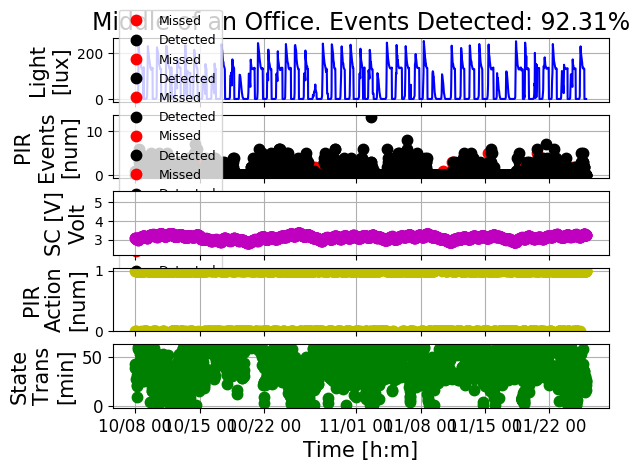 Middle of an Office. Events Detected: 92.31%
Missed
Detected
Missed
Detected
Missed
Detected
Missed
Detected
Missed
Detected
Light
[lux]
200
0
PIR
Events
[num]
10
0
SC [V]
Volt
5
4
3
PIR
Action
[num]
1
0
State
Trans
[min]
50
0
10/08 00
10/15 00
10/22 00
11/01 00
11/08 00
11/15 00
11/22 00
Time [h:m]